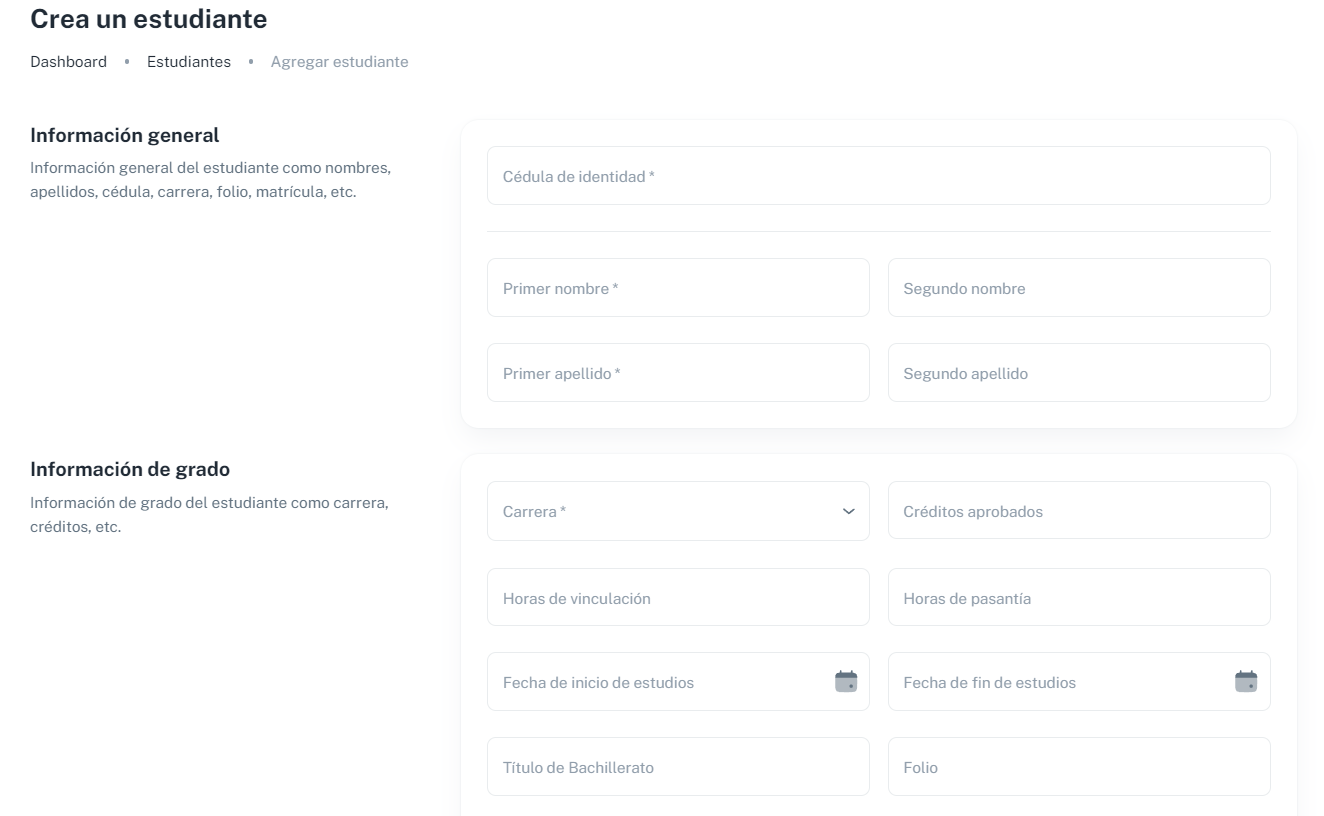 Crea un estudiante
Dashboard • Estudiantes • Agregar estudiante
Información general
Información general del estudiante como nombres,
apellidos, cédula, carrera, folio, matrícula, etc.
Cédula de identidad *
Primer nombre *
Segundo nombre
Primer apellido *
Segundo apellido
Información de grado
Información de grado del estudiante como carrera,
créditos, etc.
Carrera *
Créditos aprobados
Horas de vinculación
Horas de pasantía
Fecha de inicio de estudios
Fecha de fin de estudios
Título de Bachillerato
Folio